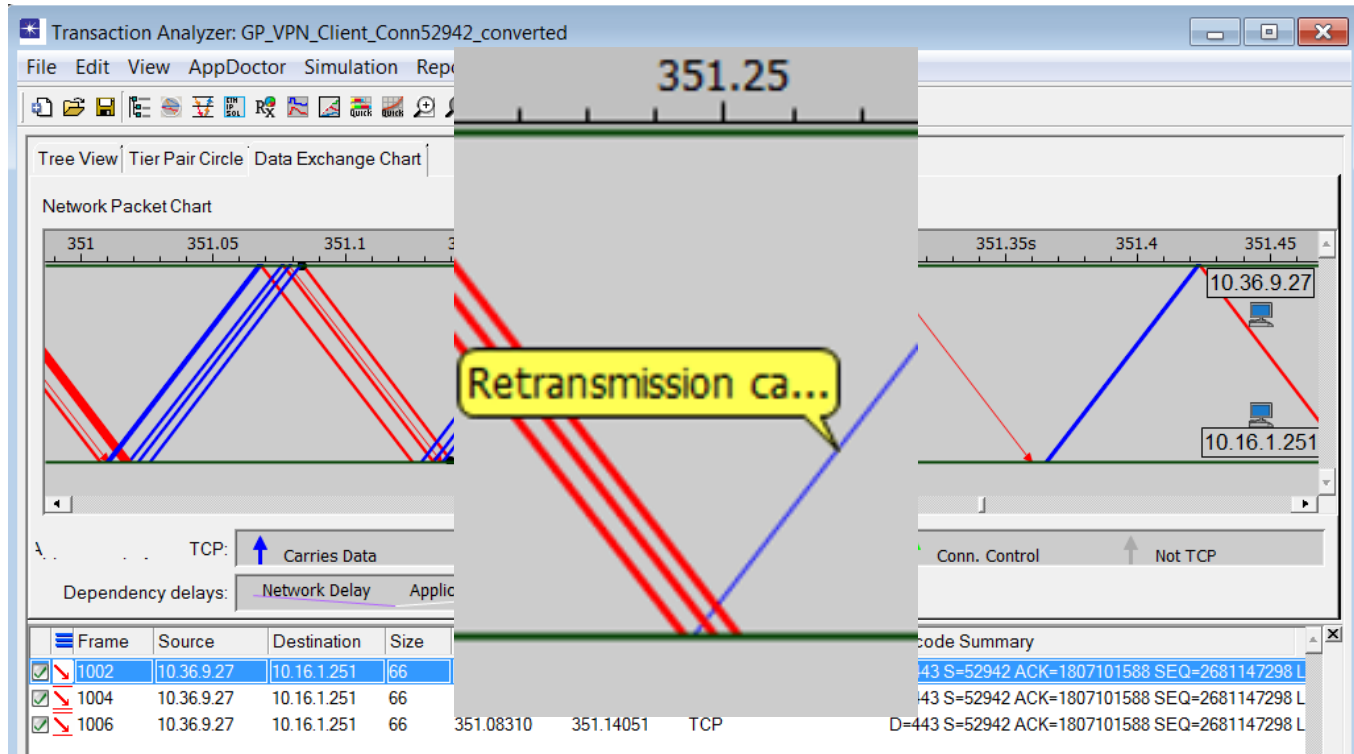 Transaction Analyzer: GP_VPN_Client_Conn52942_converted
File Edit View AppDoctor Simulation
351.25
Tree View Tier Pair Circle Data Exchange Chart
Network Packet Chart
351 351.05 351.1 351.35s 351.4 351.45
10.36.9.27
Retransmission ca...
10.16.1.251
TCP: Carries Data Conn. Control Not TCP
Dependency delays: Network Delay
Frame Source Destination Size Summary
1002 10.36.9.27 10.16.1.251 66 S=52942 ACK=1807101588 SEQ=2681147298
1004 10.36.9.27 10.16.1.251 66 S=52942 ACK=1807101588 SEQ=2681147298
1006 10.36.9.27 10.16.1.251 66 351.08310 351.14051 TCP D=443 S=52942 ACK=1807101588 SEQ=2681147298 L